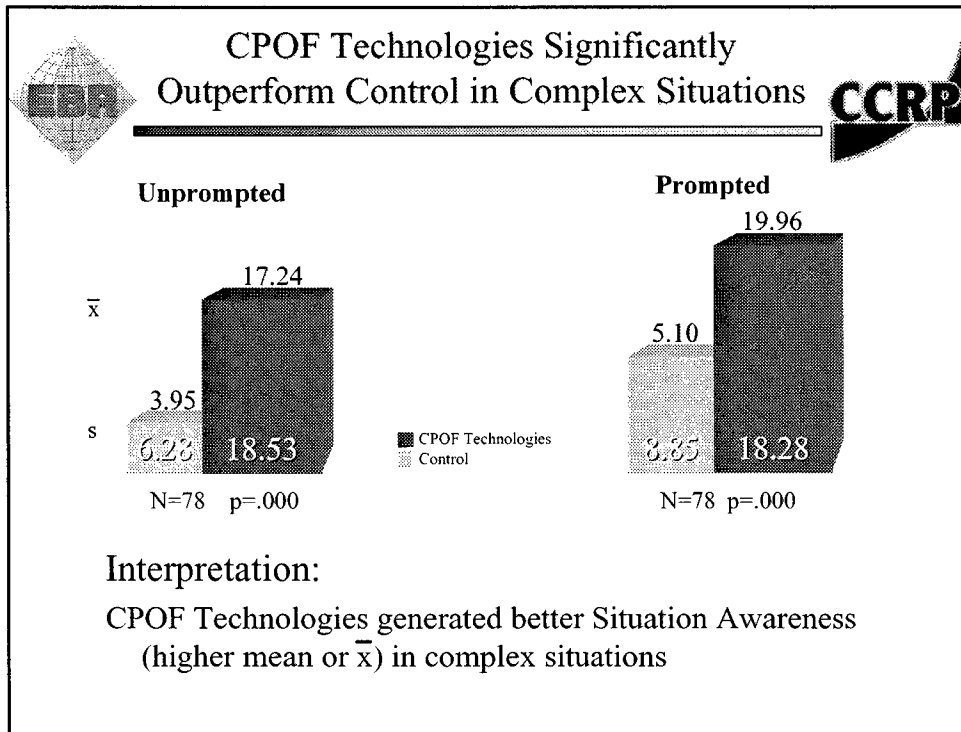 CPOF Technologies Significantly
Outperform Control in Complex Situations
EBR
CCRP
Unprompted
Prompted
x̄
s
3.95
17.24
6.28
18.53
N=78 p=.000
CPOF Technologies
Control
5.10
19.96
8.85
18.28
N=78 p=.000
Interpretation:
CPOF Technologies generated better Situation Awareness
(higher mean or x̄) in complex situations